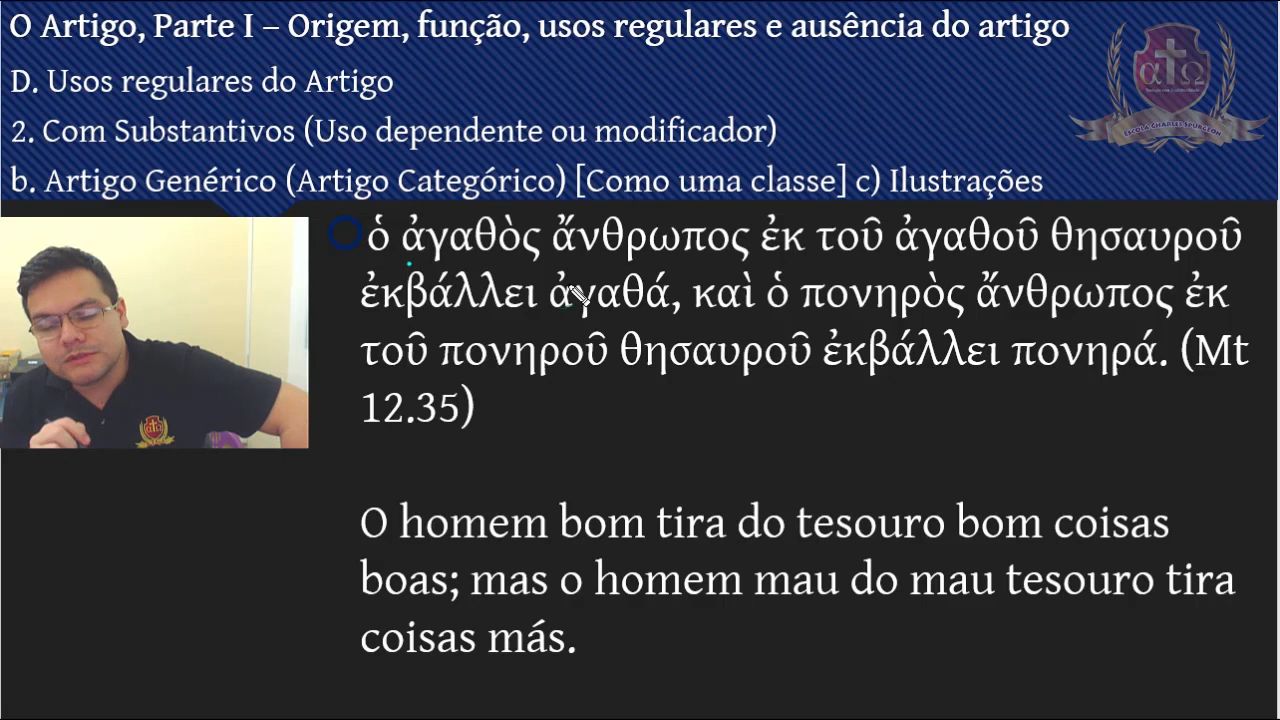 O Artigo, Parte I – Origem, função, usos regulares e ausência do artigo
D. Usos regulares do Artigo
2. Com Substantivos (Uso dependente ou modificador)
b. Artigo Genérico (Artigo Categórico) [Como uma classe] c) Ilustrações
α Ω
ESCOLA CHARLES SPURGEON
ὁ ἀγαθὸς ἄνθρωπος ἐκ τοῦ ἀγαθοῦ θησαυροῦ
ἐκβάλλει ἀγαθά, καὶ ὁ πονηρὸς ἄνθρωπος ἐκ
τοῦ πονηροῦ θησαυροῦ ἐκβάλλει πονηρά. (Mt
12.35)
O homem bom tira do tesouro bom coisas
boas; mas o homem mau do mau tesouro tira
coisas más.